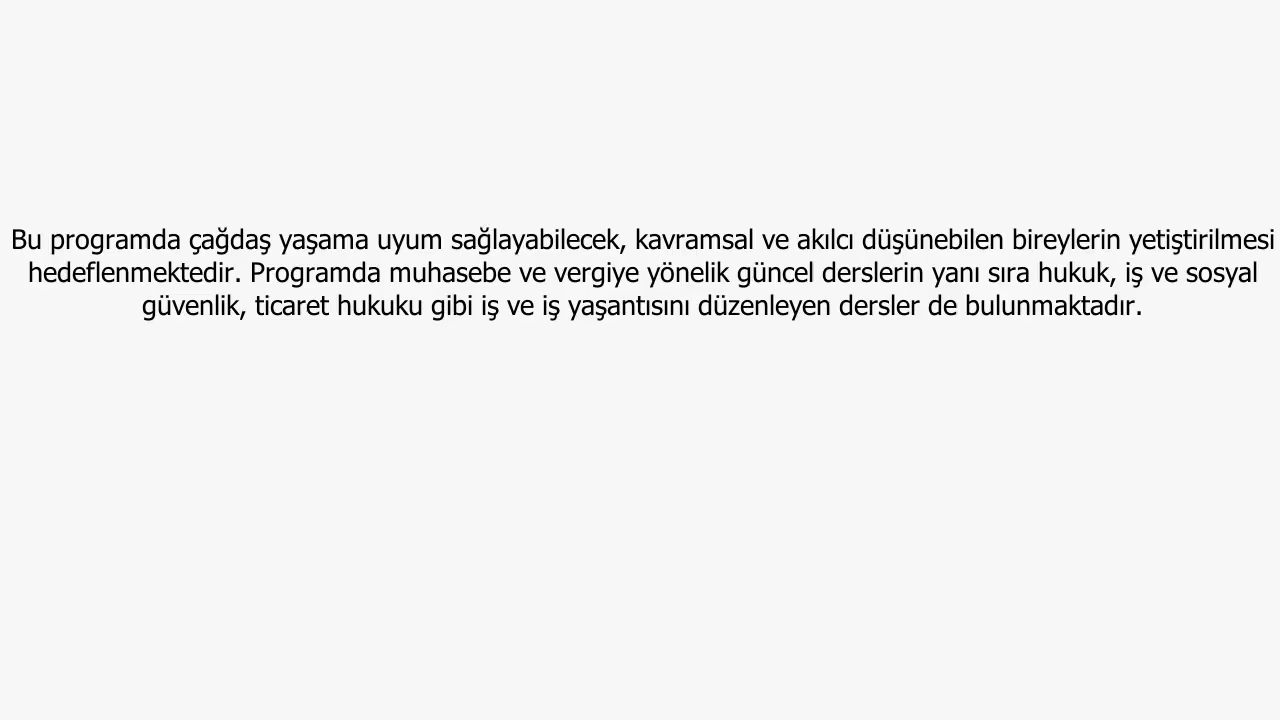 Bu programda çağdaş yaşama uyum sağlayabilecek, kavramsal ve akılcı düşünebilen bireylerin yetiştirilmesi
hedeflenmektedir. Programda muhasebe ve vergiye yönelik güncel derslerin yanı sıra hukuk, iş ve sosyal
güvenlik, ticaret hukuku gibi iş ve iş yaşantısını düzenleyen dersler de bulunmaktadır.